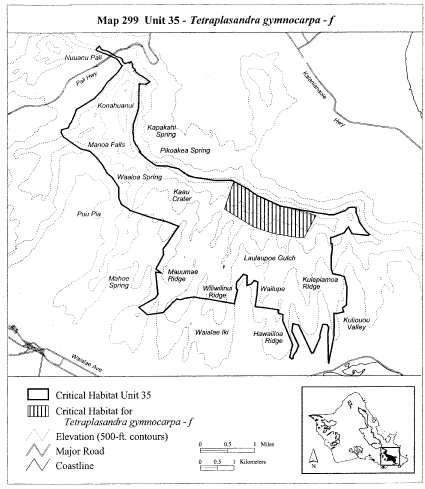 Map 299 Unit 35 - Tetraplasandra gymnocarpa - f
Nuuanu Pali
Pali Hwy
Kalanianaole
Hwy
Konahuanui
Kapakahi
Spring
Manoa Falls
Pikoakea Spring
Waaloa Spring
Kaau
Crater
Puu Pia
Laulaupoe Gulch
Mahoe
Spring
Mauumae
Ridge
Kulepiamoa
Ridge
Wiliwilinui
Ridge
Wailupe
Kuliouou
Valley
Waialae Iki
Hawaiiloa
Ridge
Waialae Ave
Critical Habitat Unit 35
Critical Habitat for
Tetraplasandra gymnocarpa - f
Elevation (500-ft. contours)
Major Road
Coastline
0 0.5 1 Miles
0 0.5 1 Kilometers
N